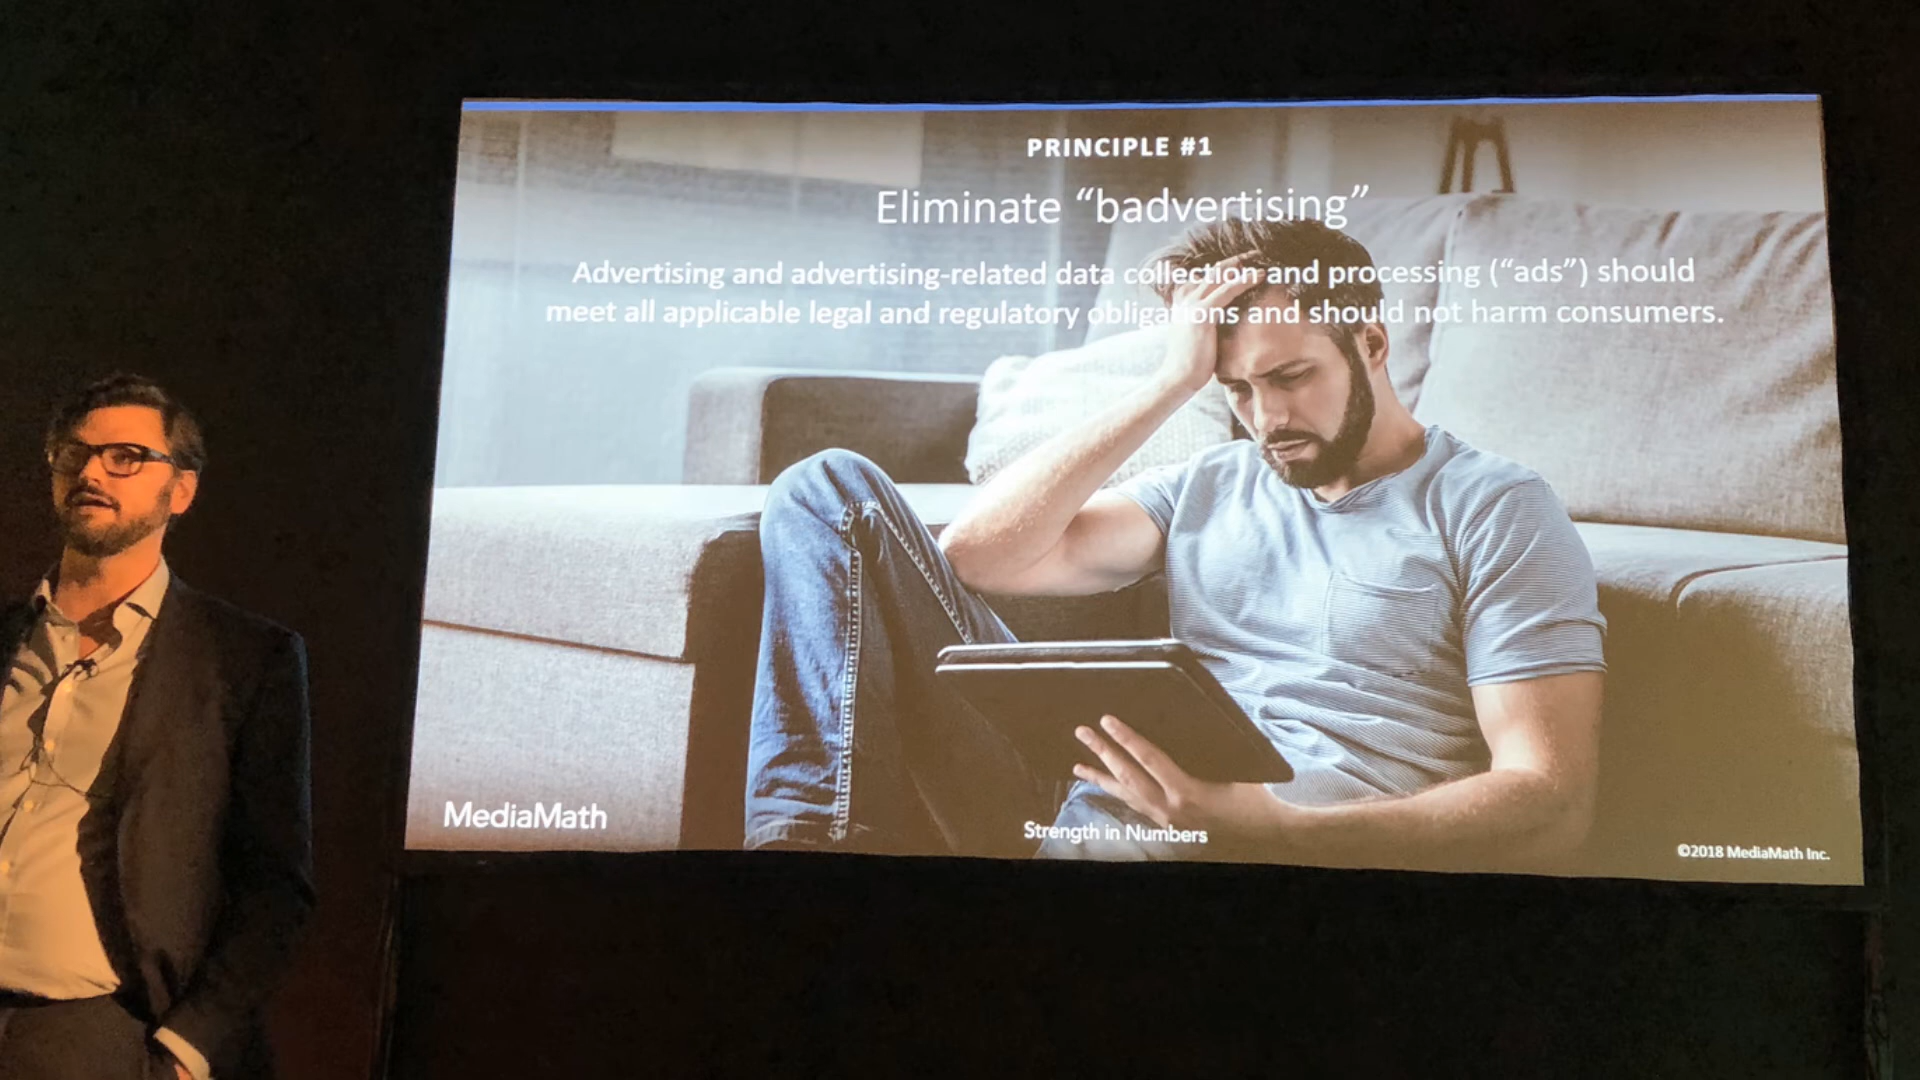 PRINCIPLE #1
Eliminate “badvertising”
Advertising and advertising-related data collection and processing (“ads”) should
meet all applicable legal and regulatory obligations and should not harm consumers.
MediaMath
Strength in Numbers
©2018 MediaMath Inc.